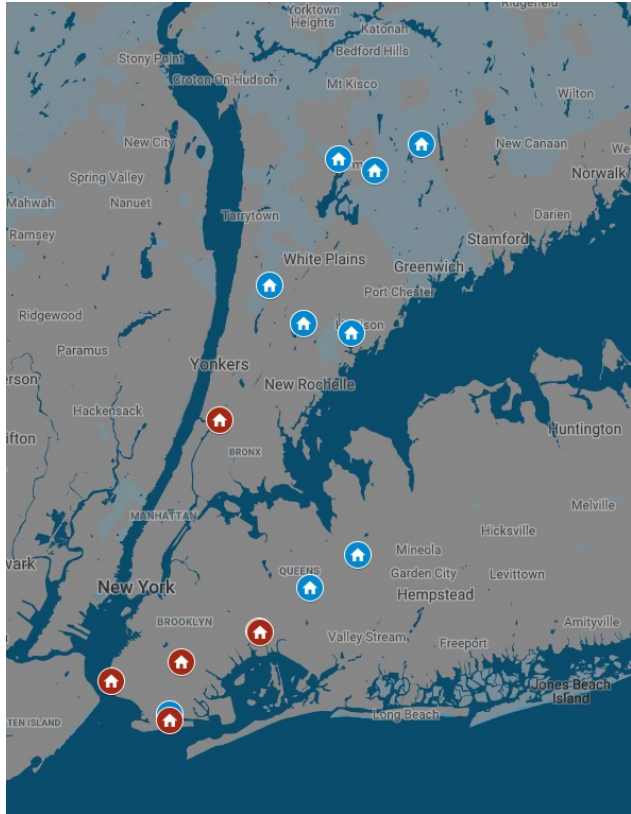 Ridgefield
Yorktown
Heights
Katonah
Bedford Hills
Stony Point
Croton-On-Hudson
Mt Kisco
Wilton
New City
New Canaan
Spring Valley
Norwalk
Mahwah
Nanuet
Tarrytown
Darien
Ramsey
Stamford
White Plains
Greenwich
Port Chester
Ridgewood
Paramus
Yonkers
New Rochelle
Hackensack
Huntington
BRONX
Melville
MANHATTAN
Hicksville
Mineola
QUEENS
Garden City
Levittown
New York
Hempstead
BROOKLYN
Amityville
Valley Stream
Freeport
Jones Beach
Island
Long Beach